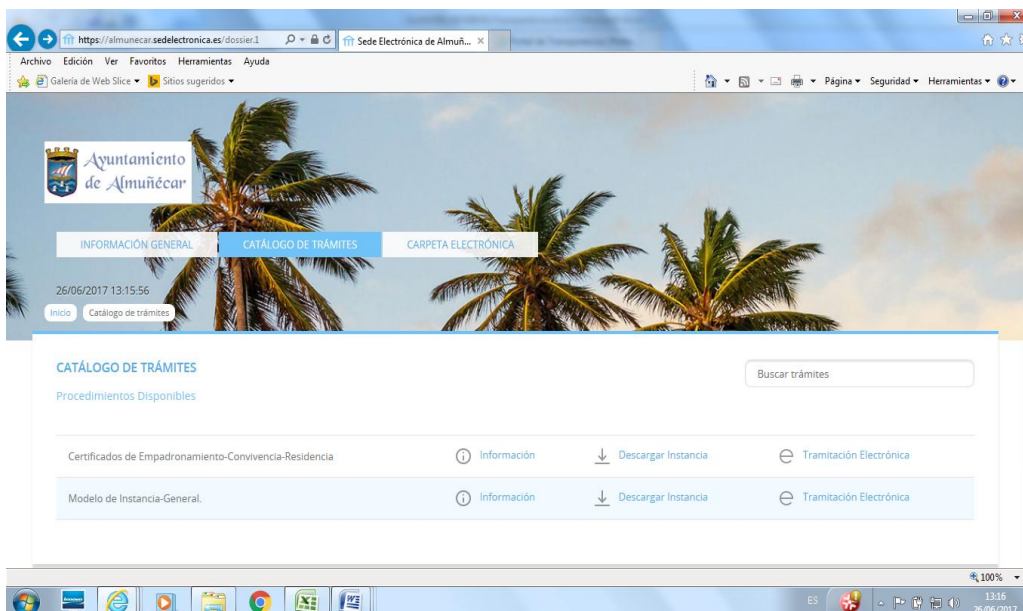 https://almunecar.sedelectronica.es/dossier.1
Sede Electrónica de Almuñ...
Archivo Edición Ver Favoritos Herramientas Ayuda
Galería de Web Slice Sitios sugeridos
Página Seguridad Herramientas
Ayuntamiento
de Almuñécar
INFORMACIÓN GENERAL CATÁLOGO DE TRÁMITES CARPETA ELECTRÓNICA
26/06/2017 13:15:56
Inicio Catálogo de trámites
CATÁLOGO DE TRÁMITES
Buscar trámites
Procedimientos Disponibles
Certificados de Empadronamiento-Convivencia-Residencia Información Descargar Instancia Tramitación Electrónica
Modelo de Instancia-General. Información Descargar Instancia Tramitación Electrónica
100%
ES 13:16
26/06/2017